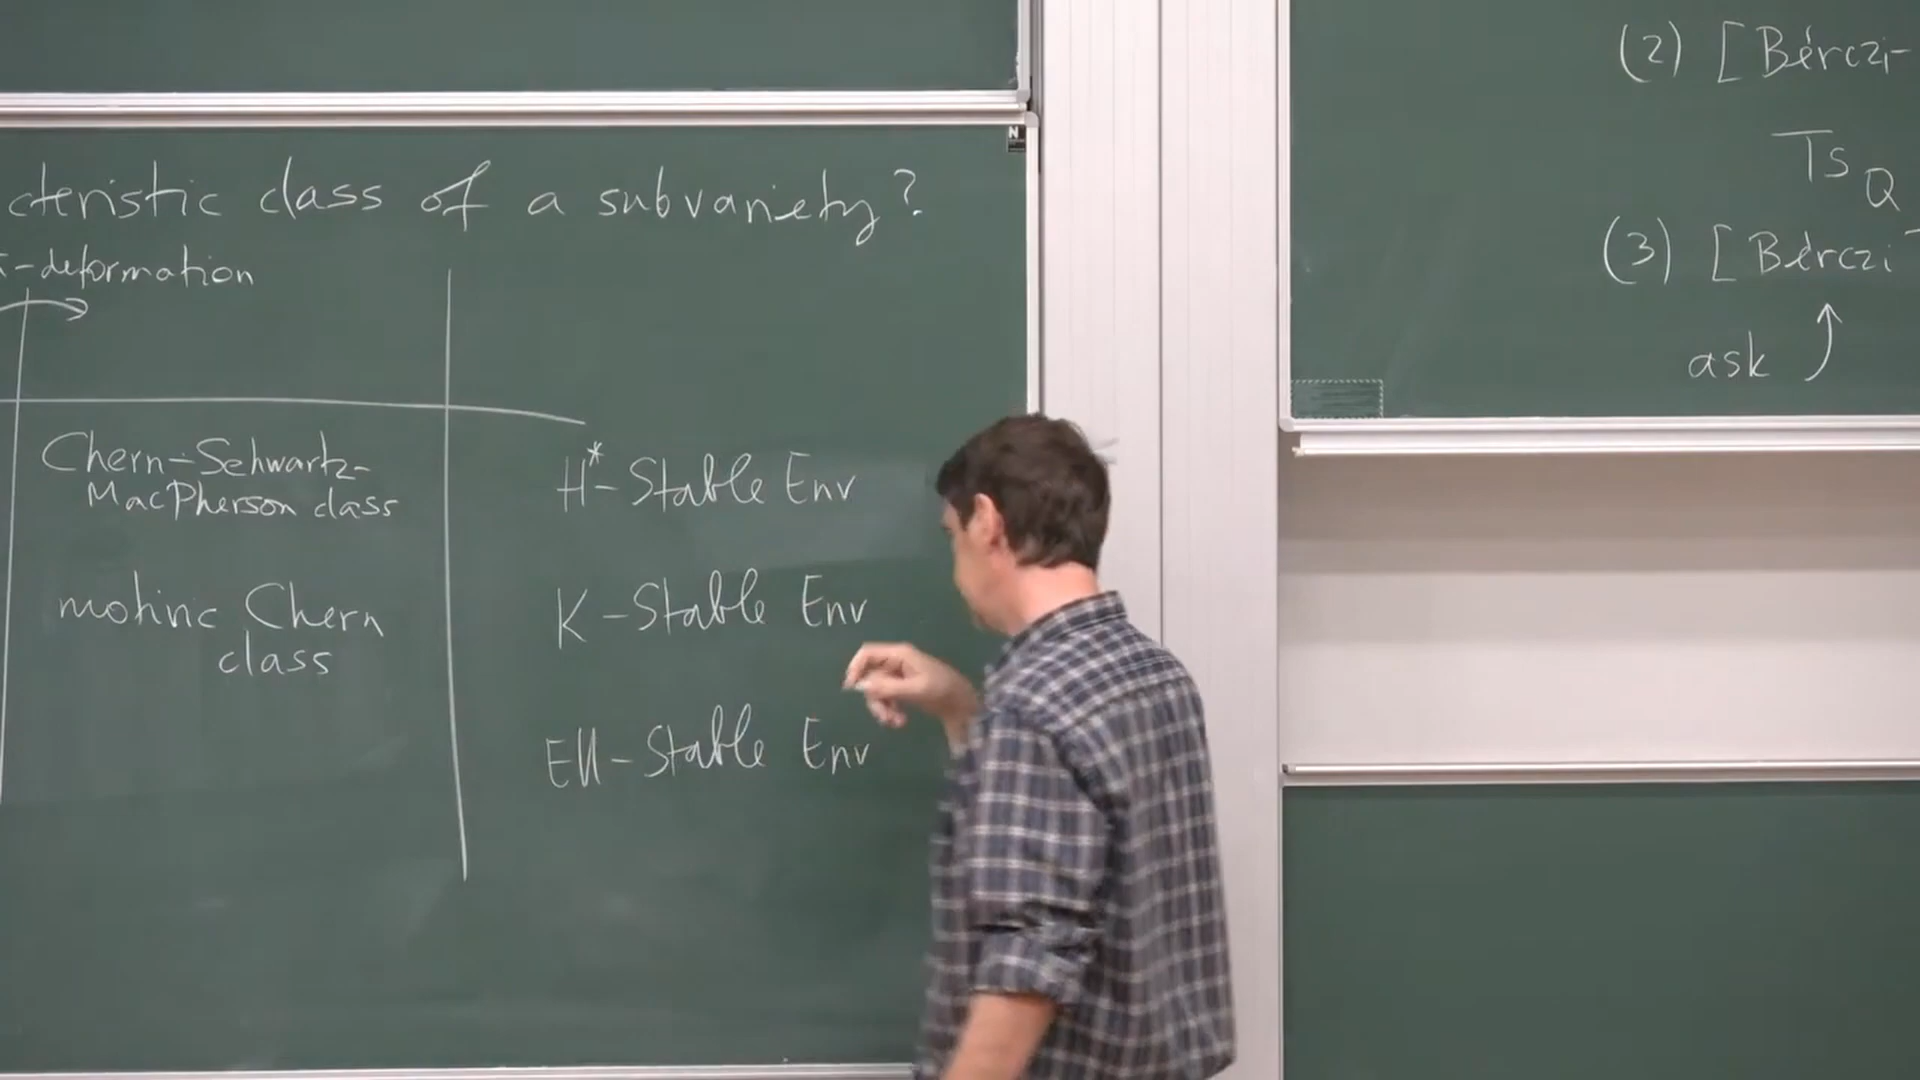 cteristic class of a subvariety?
-deformation
Chern-Schwartz-
MacPherson class
motivic Chern
class
H*-Stable Env
K-Stable Env
Ell-Stable Env
N
(2) [Bérczi-
Ts Q
(3) [Bérczi-
ask